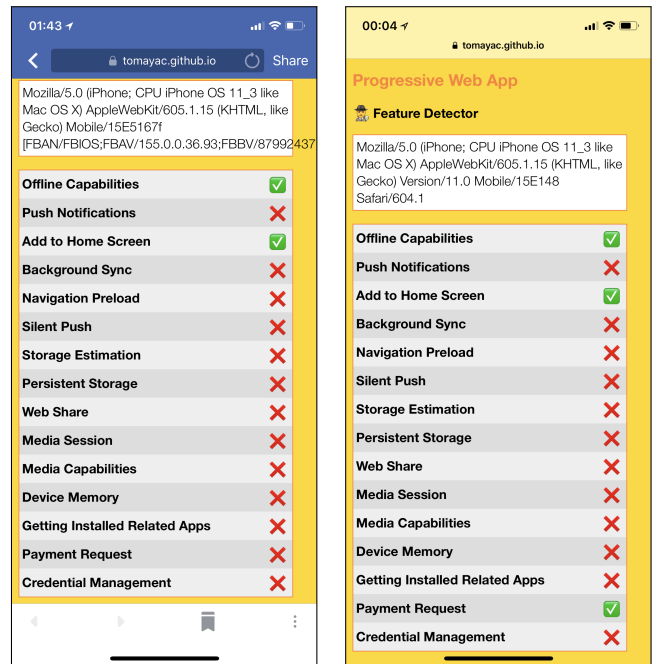 01:43
tomayac.github.io
Share
Mozilla/5.0 (iPhone; CPU iPhone OS 11_3 like
Mac OS X) AppleWebKit/605.1.15 (KHTML, like
Gecko) Mobile/15E5167f
[FBAN/FBIOS;FBAV/155.0.0.36.93;FBBV/87992437
Offline Capabilities
Push Notifications
Add to Home Screen
Background Sync
Navigation Preload
Silent Push
Storage Estimation
Persistent Storage
Web Share
Media Session
Media Capabilities
Device Memory
Getting Installed Related Apps
Payment Request
Credential Management
00:04
tomayac.github.io
Progressive Web App
Feature Detector
Mozilla/5.0 (iPhone; CPU iPhone OS 11_3 like
Mac OS X) AppleWebKit/605.1.15 (KHTML, like
Gecko) Version/11.0 Mobile/15E148
Safari/604.1
Offline Capabilities
Push Notifications
Add to Home Screen
Background Sync
Navigation Preload
Silent Push
Storage Estimation
Persistent Storage
Web Share
Media Session
Media Capabilities
Device Memory
Getting Installed Related Apps
Payment Request
Credential Management